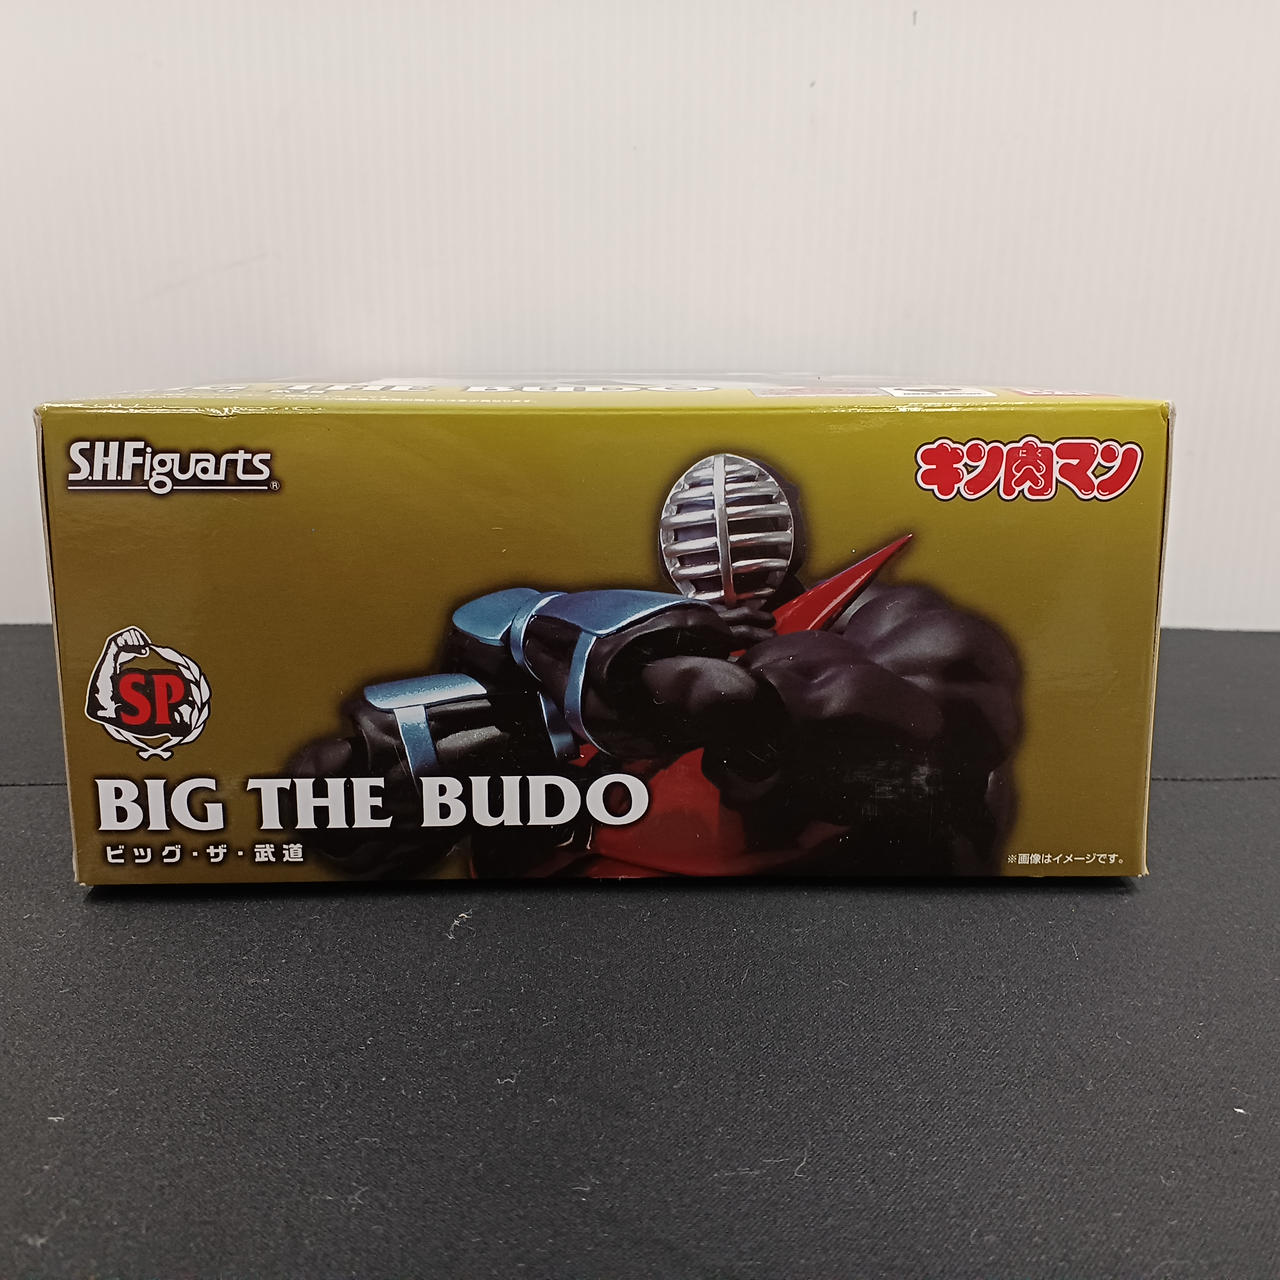 S.H.Figuarts®
キン肉マン
SP
BIG THE BUDO
ビッグ・ザ・武道
※画像はイメージです。